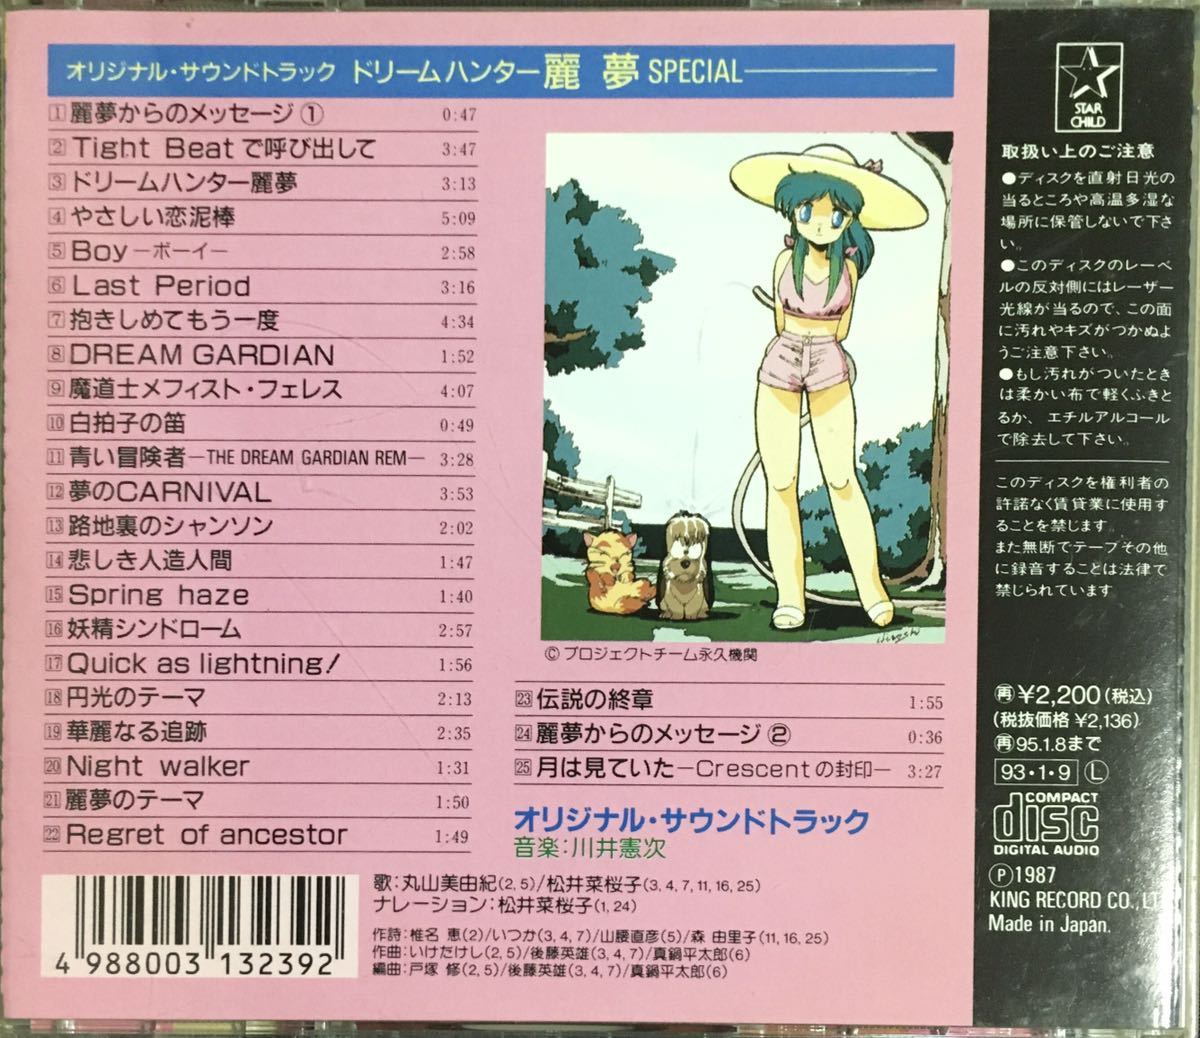 オリジナル・サウンドトラック ドリームハンター麗夢 SPECIAL
1 麗夢からのメッセージ① 0:47
2 Tight Beatで呼び出して 3:47
3 ドリームハンター麗夢 3:13
4 やさしい恋泥棒 5:09
5 Boy—ボーイ— 2:58
6 Last Period 3:16
7 抱きしめてもう一度 4:34
8 DREAM GARDIAN 1:52
9 魔道士メフィスト・フェレス 4:07
10 白拍子の笛 0:49
11 青い冒険者—THE DREAM GARDIAN REM— 3:28
12 夢のCARNIVAL 3:53
13 路地裏のシャンソン 2:02
14 悲しき人造人間 1:47
15 Spring haze 1:40
16 妖精シンドローム 2:57
17 Quick as lightning! 1:56
18 円光のテーマ 2:13
19 華麗なる追跡 2:35
20 Night walker 1:31
21 麗夢のテーマ 1:50
22 Regret of ancestor 1:49
©プロジェクトチーム永久機関
23 伝説の終章 1:55
24 麗夢からのメッセージ② 0:36
25 月は見ていた—Crescentの封印— 3:27
オリジナル・サウンドトラック
音楽:川井憲次
歌:丸山美由紀(2,5)/松井菜桜子(3,4,7,11,16,25)
ナレーション:松井菜桜子(1,24)
作詩:椎名 恵(2)/いつか(3,4,7)/山腰直彦(5)/森 由里子(11,16,25)
作曲:いけたけし(2,5)/後藤英雄(3,4,7)/真鍋平太郎(6)
編曲:戸塚 修(2,5)/後藤英雄(3,4,7)/真鍋平太郎(6)
4 988003 132392
STAR
CHILD
取扱い上のご注意
●ディスクを直射日光の
当るところや高温多湿な
場所に保管しないで下さ
い。
●このディスクのレーベ
ルの反対側にはレーザー
光線が当るので、この面
に汚れやキズがつかぬよ
うご注意下さい。
●もし汚れがついたとき
は柔かい布で軽くふきと
るか、エチルアルコール
で除去して下さい。
このディスクを権利者の
許諾なく賃貸業に使用す
ることを禁じます。
また無断でテープその他
に録音することは法律で
禁じられています
再¥2,200(税込)
(税抜価格 ¥2,136)
再95.1.8まで
93・1・9 L
COMPACT
disc
DIGITAL AUDIO
Ⓟ1987
KING RECORD CO.,LT
Made in Japan.